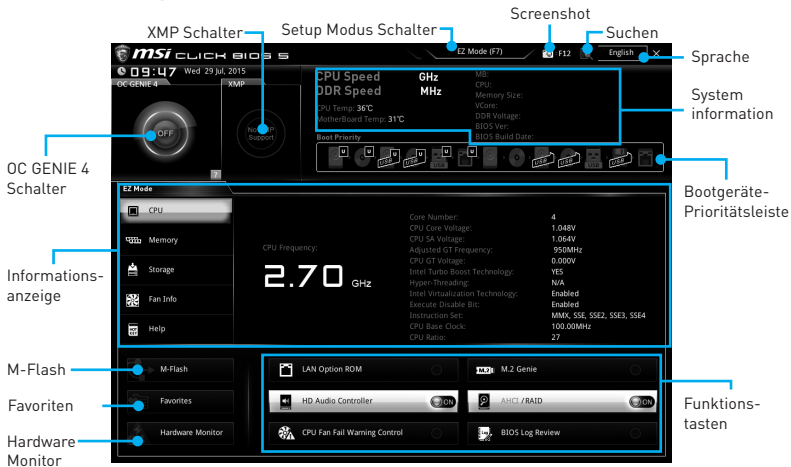 Screenshot
XMP Schalter
Setup Modus Schalter
Suchen
msi CLICK BIOS 5
EZ Mode (F7)
F12
English
×
Sprache
09:47 Wed 29 Jul, 2015
OC GENIE 4
XMP
CPU Speed GHz
DDR Speed MHz
CPU Temp: 36°C
MotherBoard Temp: 31°C
MB:
CPU:
Memory Size:
VCore:
DDR Voltage:
BIOS Ver:
BIOS Build Date:
System
information
OFF
Support
Boot Priority
U U U U U U
USB USB USB USB USB USB
OC GENIE 4
Schalter
?
Bootgeräte-
Prioritätsleiste
EZ Mode
CPU
Memory
Storage
Fan Info
Help
Informations-
anzeige
CPU Frequency:
2.70 GHz
Core Number: 4
CPU Core Voltage: 1.048V
CPU SA Voltage: 1.064V
Adjusted GT Frequency: 950MHz
CPU GT Voltage: 0.000V
Intel Turbo Boost Technology: YES
Hyper-Threading: N/A
Intel Virtualization Technology: Enabled
Execute Disable Bit: Enabled
Instruction Set: MMX, SSE, SSE2, SSE3, SSE4
CPU Base Clock: 100.00MHz
CPU Ratio: 27
M-Flash
M-Flash
LAN Option ROM
M.2 M.2 Genie
Favoriten
Favorites
HD Audio Controller ON
AHCI /RAID ON
Funktions-
tasten
Hardware
Monitor
Hardware Monitor
CPU Fan Fail Warning Control
BIOS Log Review